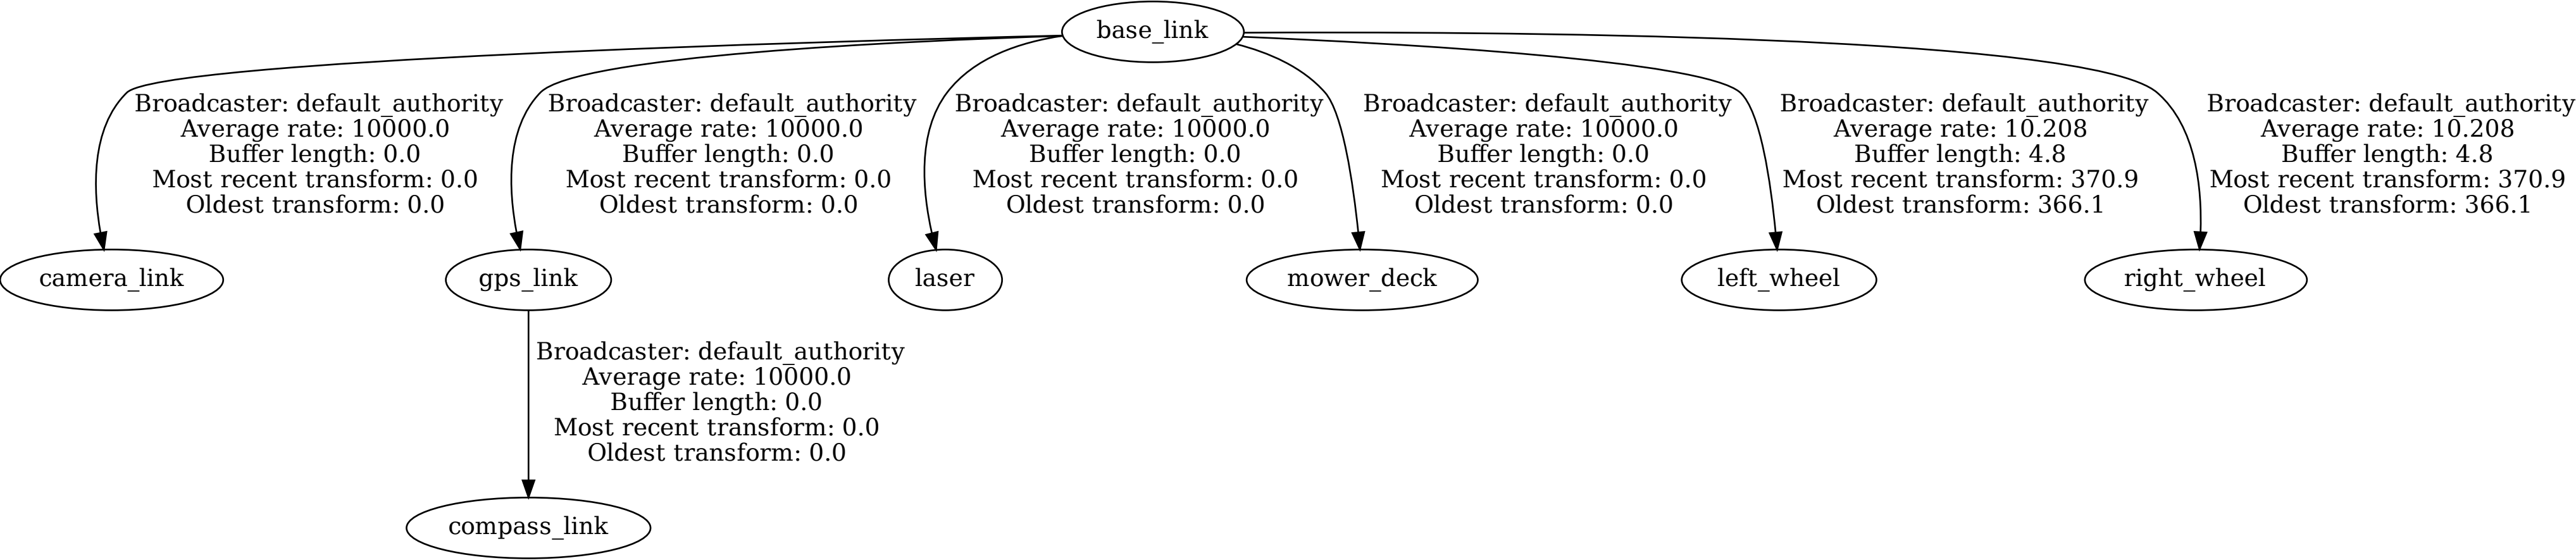 base_link
Broadcaster: default_authority
Average rate: 10000.0
Buffer length: 0.0
Most recent transform: 0.0
Oldest transform: 0.0
Broadcaster: default_authority
Average rate: 10000.0
Buffer length: 0.0
Most recent transform: 0.0
Oldest transform: 0.0
Broadcaster: default_authority
Average rate: 10000.0
Buffer length: 0.0
Most recent transform: 0.0
Oldest transform: 0.0
Broadcaster: default_authority
Average rate: 10000.0
Buffer length: 0.0
Most recent transform: 0.0
Oldest transform: 0.0
Broadcaster: default_authority
Average rate: 10.208
Buffer length: 4.8
Most recent transform: 370.9
Oldest transform: 366.1
Broadcaster: default_authority
Average rate: 10.208
Buffer length: 4.8
Most recent transform: 370.9
Oldest transform: 366.1
camera_link
gps_link
laser
mower_deck
left_wheel
right_wheel
Broadcaster: default_authority
Average rate: 10000.0
Buffer length: 0.0
Most recent transform: 0.0
Oldest transform: 0.0
compass_link